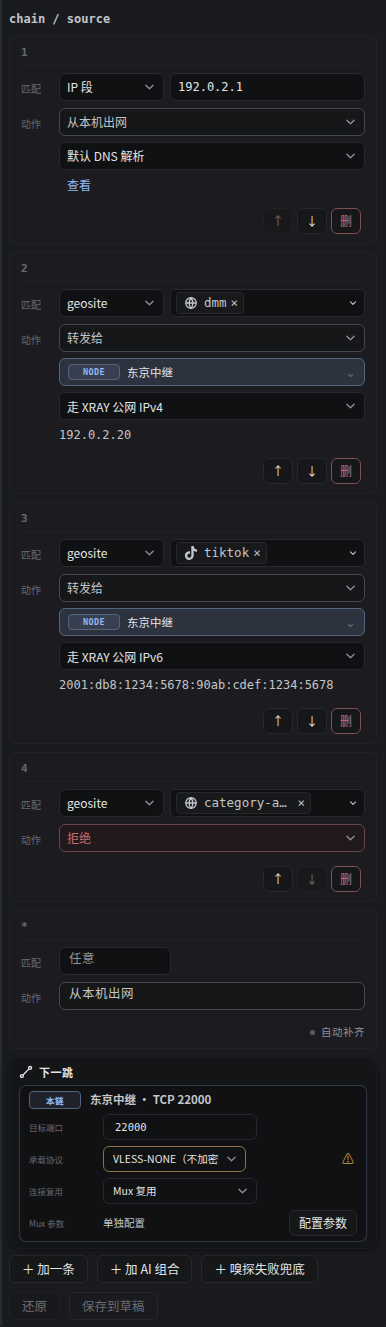 chain / source
1
匹配 IP 段 192.0.2.1
动作 从本机出网
默认 DNS 解析
查看
↑ ↓ 删
2
匹配 geosite dmm ×
动作 转发给
NODE 东京中继
走 XRAY 公网 IPv4
192.0.2.20
↑ ↓ 删
3
匹配 geosite tiktok ×
动作 转发给
NODE 东京中继
走 XRAY 公网 IPv6
2001:db8:1234:5678:90ab:cdef:1234:5678
↑ ↓ 删
4
匹配 geosite category-a… ×
动作 拒绝
↑ ↓ 删
*
匹配 任意
动作 从本机出网
自动补齐
下一跳
本链 东京中继 · TCP 22000
目标端口 22000
承载协议 VLESS-NONE（不加密
连接复用 Mux 复用
Mux 参数 单独配置 配置参数
＋ 加一条 ＋ 加 AI 组合 ＋ 嗅探失败兜底
还原 保存到草稿